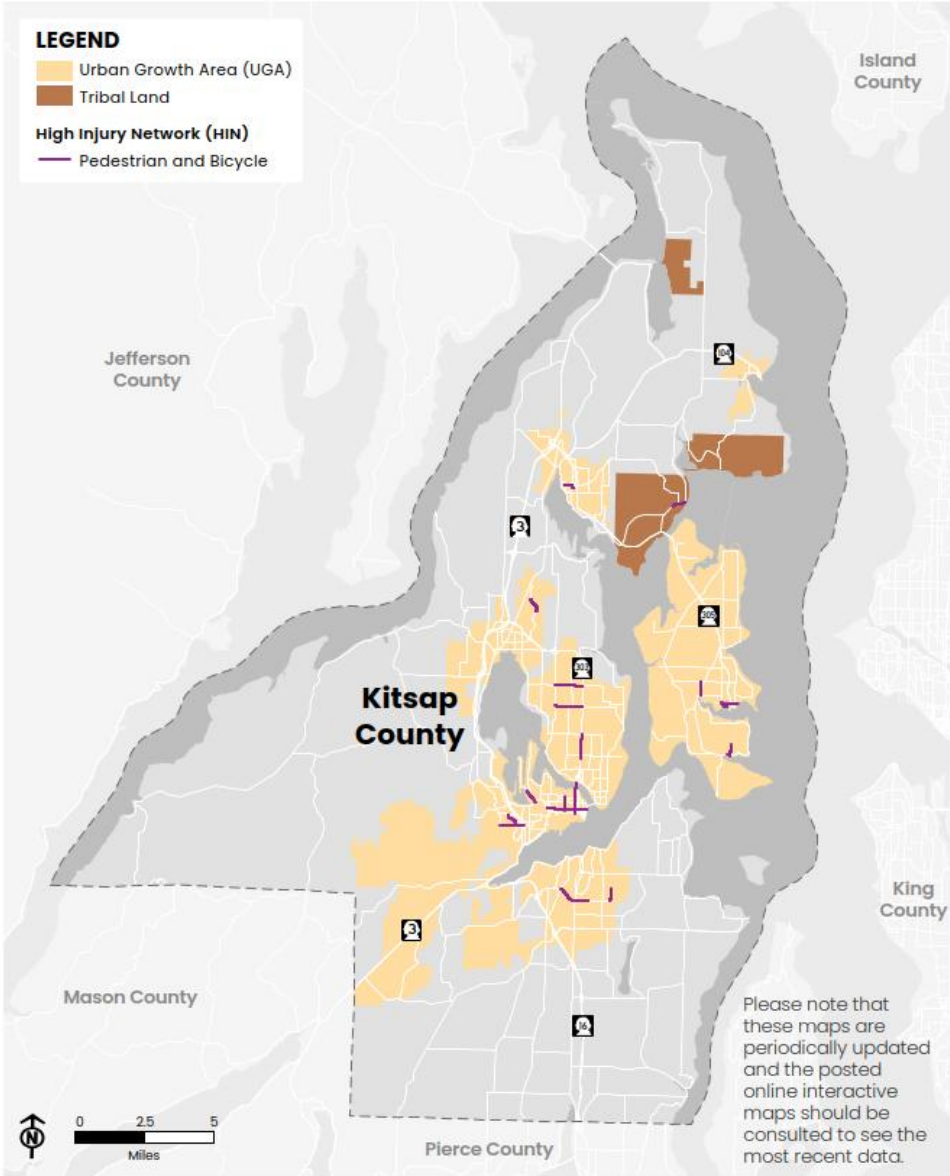 LEGEND
Urban Growth Area (UGA)
Tribal Land
High Injury Network (HIN)
Pedestrian and Bicycle
Island
County
Jefferson
County
104
3
305
303
Kitsap
County
King
County
3
Mason County
16
Please note that
these maps are
periodically updated
and the posted
online interactive
maps should be
consulted to see the
most recent data.
N
0 2.5 5
Miles
Pierce County